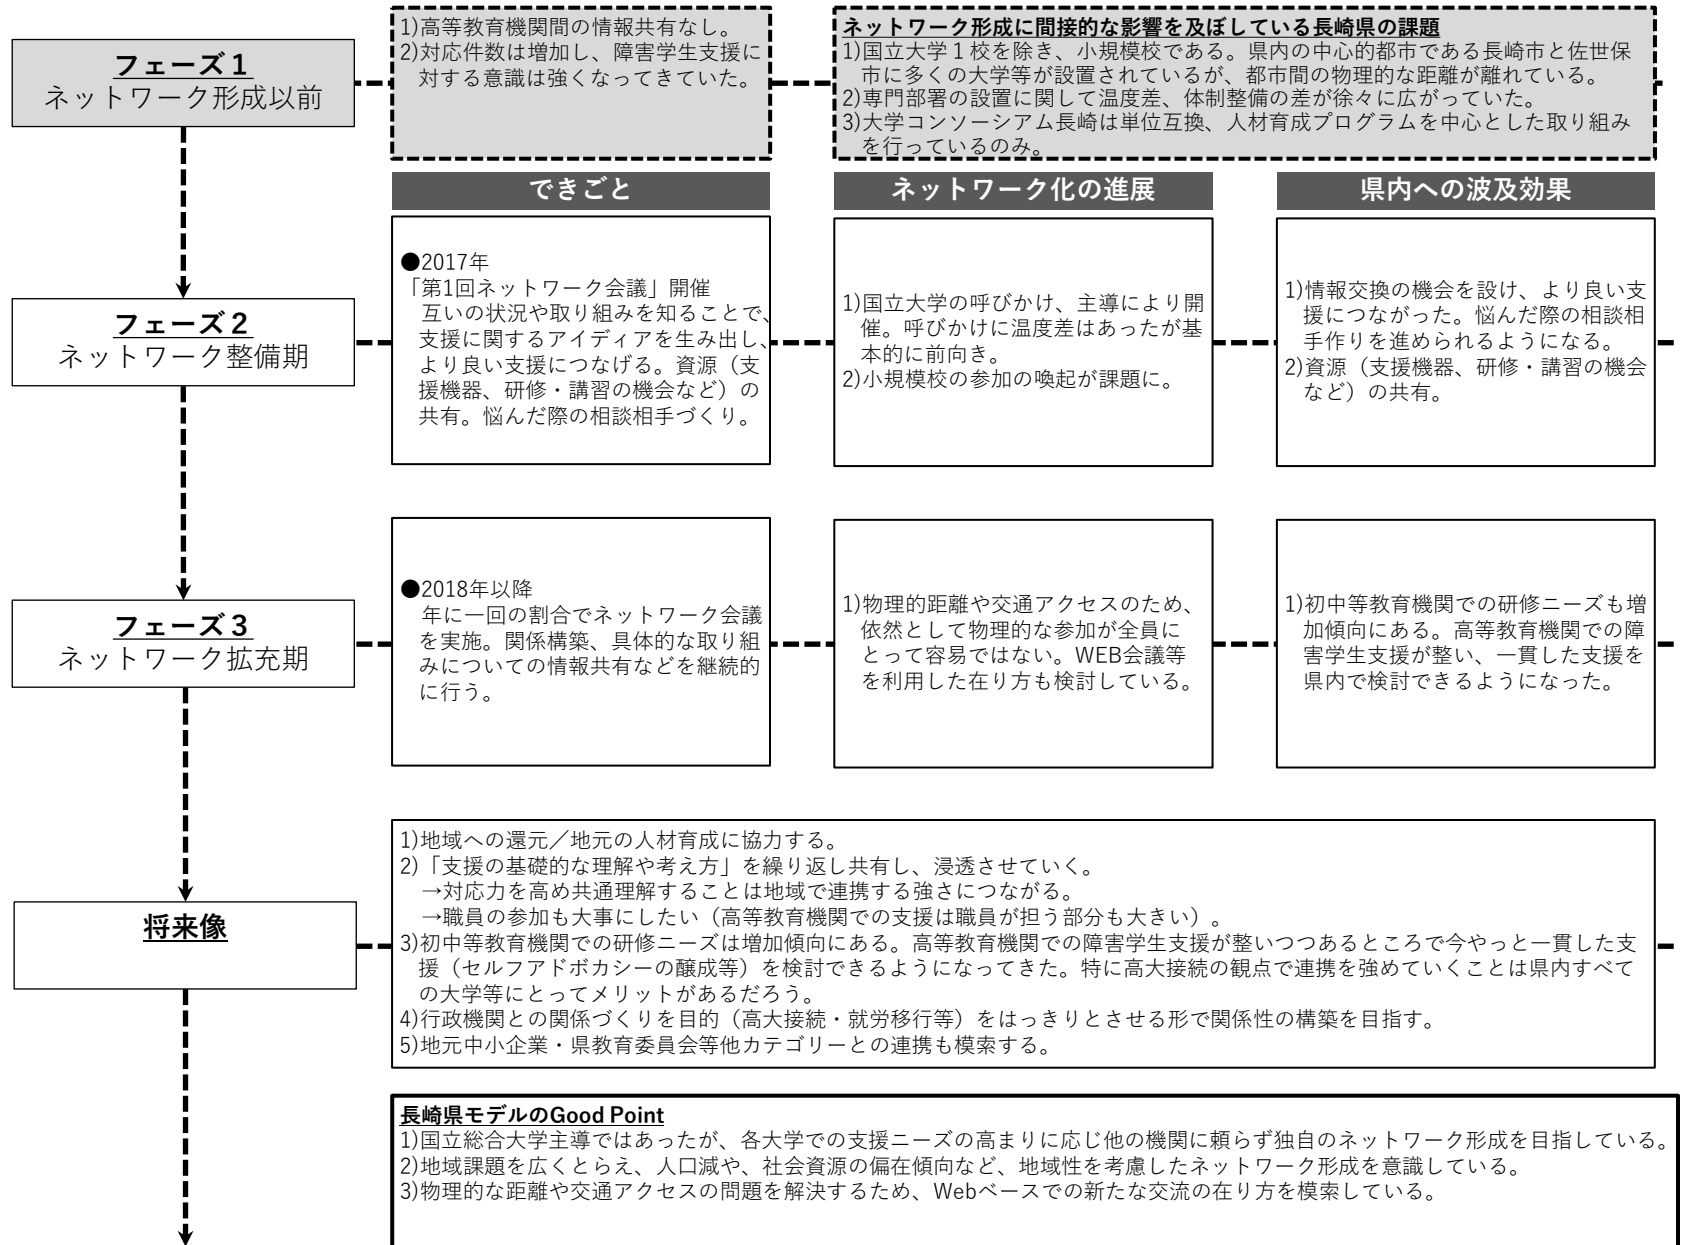 フェーズ１
ネットワーク形成以前
1)高等教育機関間の情報共有なし。
2)対応件数は増加し、障害学生支援に
対する意識は強くなってきていた。
ネットワーク形成に間接的な影響を及ぼしている長崎県の課題
1)国立大学１校を除き、小規模校である。県内の中心的都市である長崎市と佐世保
市に多くの大学等が設置されているが、都市間の物理的な距離が離れている。
2)専門部署の設置に関して温度差、体制整備の差が徐々に広がっていた。
3)大学コンソーシアム長崎は単位互換、人材育成プログラムを中心とした取り組み
を行っているのみ。
できごと
ネットワーク化の進展
県内への波及効果
フェーズ２
ネットワーク整備期
●2017年
「第1回ネットワーク会議」開催
互いの状況や取り組みを知ることで、
支援に関するアイディアを生み出し、
より良い支援につなげる。資源（支
援機器、研修・講習の機会など）の
共有。悩んだ際の相談相手づくり。
1)国立大学の呼びかけ、主導により開
催。呼びかけに温度差はあったが基
本的に前向き。
2)小規模校の参加の喚起が課題に。
1)情報交換の機会を設け、より良い支
援につながった。悩んだ際の相談相
手作りを進められるようになる。
2)資源（支援機器、研修・講習の機会
など）の共有。
フェーズ３
ネットワーク拡充期
●2018年以降
年に一回の割合でネットワーク会議
を実施。関係構築、具体的な取り組
みについての情報共有などを継続的
に行う。
1)物理的距離や交通アクセスのため、
依然として物理的な参加が全員に
とって容易ではない。WEB会議等
を利用した在り方も検討している。
1)初中等教育機関での研修ニーズも増
加傾向にある。高等教育機関での障
害学生支援が整い、一貫した支援を
県内で検討できるようになった。
将来像
1)地域への還元／地元の人材育成に協力する。
2)「支援の基礎的な理解や考え方」を繰り返し共有し、浸透させていく。
→対応力を高め共通理解することは地域で連携する強さにつながる。
→職員の参加も大事にしたい（高等教育機関での支援は職員が担う部分も大きい）。
3)初中等教育機関での研修ニーズは増加傾向にある。高等教育機関での障害学生支援が整いつつあるところで今やっと一貫した支
援（セルフアドボカシーの醸成等）を検討できるようになってきた。特に高大接続の観点で連携を強めていくことは県内すべて
の大学等にとってメリットがあるだろう。
4)行政機関との関係づくりを目的（高大接続・就労移行等）をはっきりとさせる形で関係性の構築を目指す。
5)地元中小企業・県教育委員会等他カテゴリーとの連携も模索する。
長崎県モデルのGood Point
1)国立総合大学主導ではあったが、各大学での支援ニーズの高まりに応じ他の機関に頼らず独自のネットワーク形成を目指している。
2)地域課題を広くとらえ、人口減や、社会資源の偏在傾向など、地域性を考慮したネットワーク形成を意識している。
3)物理的な距離や交通アクセスの問題を解決するため、Webベースでの新たな交流の在り方を模索している。